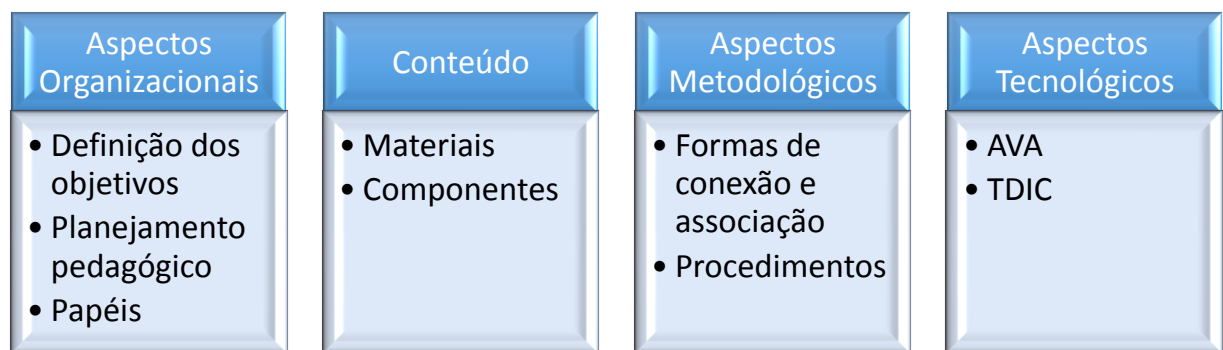 Aspectos
Organizacionais
• Definição dos
objetivos
• Planejamento
pedagógico
• Papéis
Conteúdo
• Materiais
• Componentes
Aspectos
Metodológicos
• Formas de
conexão e
associação
• Procedimentos
Aspectos
Tecnológicos
• AVA
• TDIC